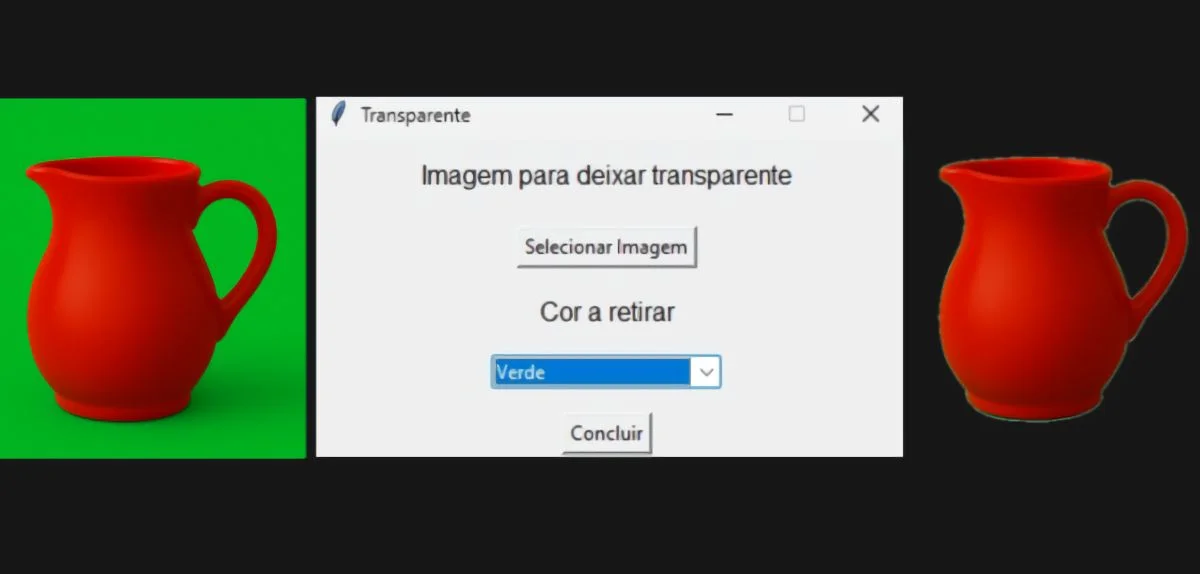 Transparente
Imagem para deixar transparente
Selecionar Imagem
Cor a retirar
Verde
Concluir